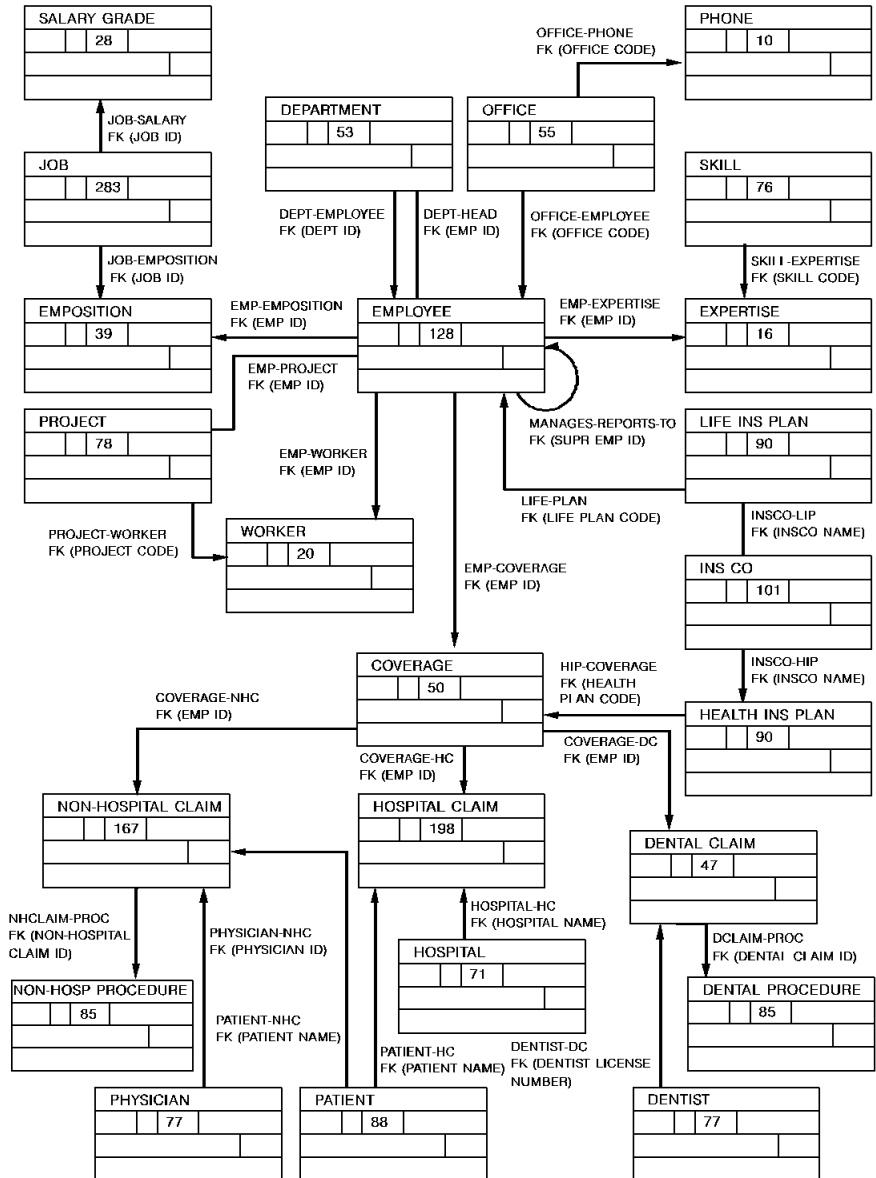 SALARY GRADE
28
OFFICE-PHONE
FK (OFFICE CODE)
PHONE
10
JOB-SALARY
FK (JOB ID)
DEPARTMENT
53
OFFICE
55
JOB
283
SKILL
76
DEPT-EMPLOYEE
FK (DEPT ID)
DEPT-HEAD
FK (EMP ID)
OFFICE-EMPLOYEE
FK (OFFICE CODE)
JOB-EMPOSITION
FK (JOB ID)
SKILL-EXPERTISE
FK (SKILL CODE)
EMPOSITION
39
EMP-EMPOSITION
FK (EMP ID)
EMPLOYEE
128
EMP-EXPERTISE
FK (EMP ID)
EXPERTISE
16
EMP-PROJECT
FK (EMP ID)
PROJECT
78
MANAGES-REPORTS-TO
FK (SUPR EMP ID)
LIFE INS PLAN
90
EMP-WORKER
FK (EMP ID)
LIFE-PLAN
FK (LIFE PLAN CODE)
INSCO-LIP
FK (INSCO NAME)
PROJECT-WORKER
FK (PROJECT CODE)
WORKER
20
EMP-COVERAGE
FK (EMP ID)
INS CO
101
COVERAGE
50
HIP-COVERAGE
FK (HEALTH
PLAN CODE)
INSCO-HIP
FK (INSCO NAME)
COVERAGE-NHC
FK (EMP ID)
HEALTH INS PLAN
90
COVERAGE-HC
FK (EMP ID)
COVERAGE-DC
FK (EMP ID)
NON-HOSPITAL CLAIM
167
HOSPITAL CLAIM
198
DENTAL CLAIM
47
NHCLAIM-PROC
FK (NON-HOSPITAL
CLAIM ID)
PHYSICIAN-NHC
FK (PHYSICIAN ID)
HOSPITAL-HC
FK (HOSPITAL NAME)
DCLAIM-PROC
FK (DENTAL CLAIM ID)
HOSPITAL
71
NON-HOSP PROCEDURE
85
DENTAL PROCEDURE
85
PATIENT-NHC
FK (PATIENT NAME)
PATIENT-HC
FK (PATIENT NAME)
DENTIST-DC
FK (DENTIST LICENSE
NUMBER)
PHYSICIAN
77
PATIENT
88
DENTIST
77